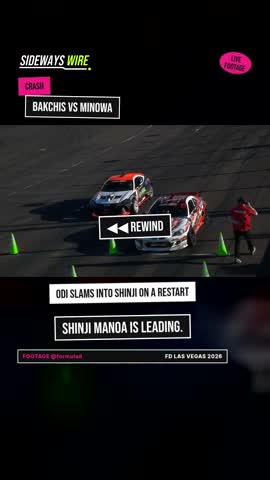 SIDEWAYS WIRE.
LIVE
FOOTAGE
CRASH
BAKCHIS VS MINOWA
REWIND
ODI SLAMS INTO SHINJI ON A RESTART
SHINJI MANOA IS LEADING.
FOOTAGE @formulad
FD LAS VEGAS 2026